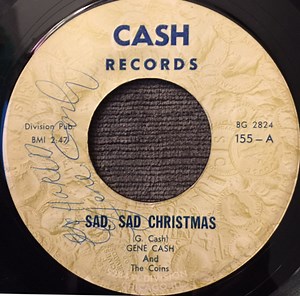 CASH
RECORDS
Division Pub.
BMI 2:47
BG 2824
155-A
SAD, SAD CHRISTMAS
(G. Cash)
GENE CASH
And
The Coins